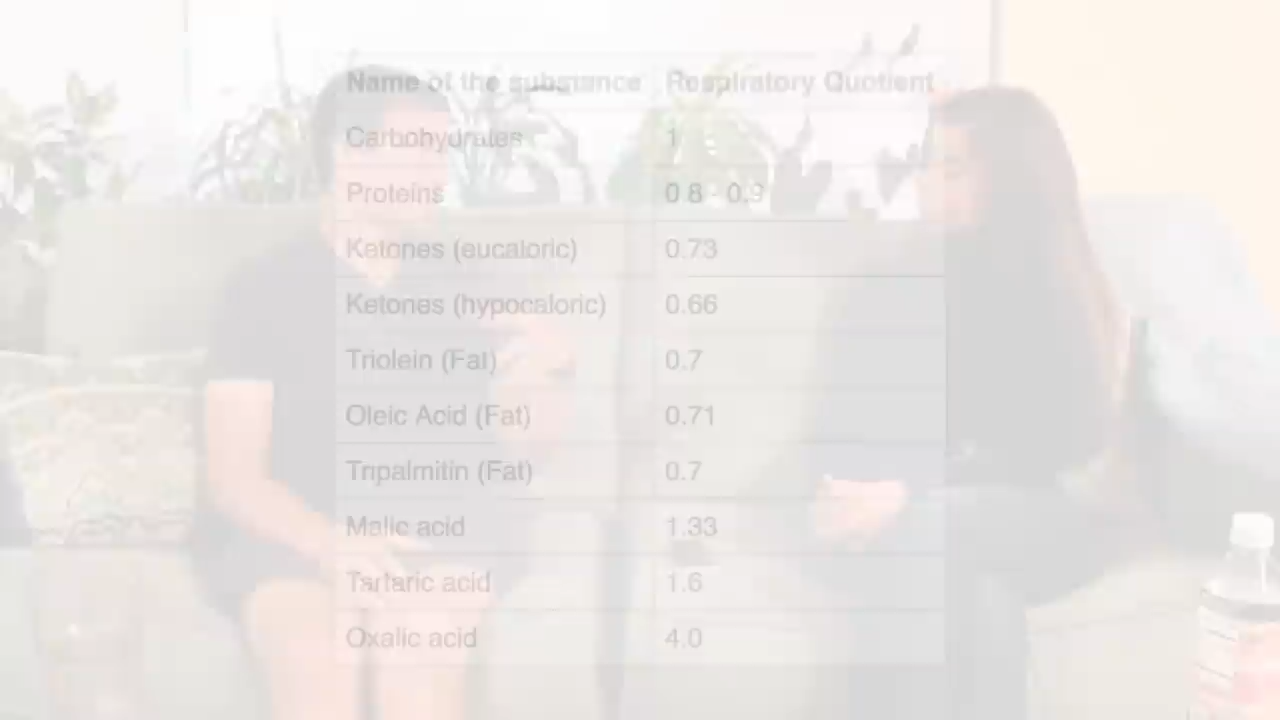 Name of the substance Respiratory Quotient
Carbohydrates 1
Proteins 0.8 - 0.9
Ketones (eucaloric) 0.73
Ketones (hypocaloric) 0.66
Triolein (Fat) 0.7
Oleic Acid (Fat) 0.71
Tripalmitin (Fat) 0.7
Malic acid 1.33
Tartaric acid 1.6
Oxalic acid 4.0